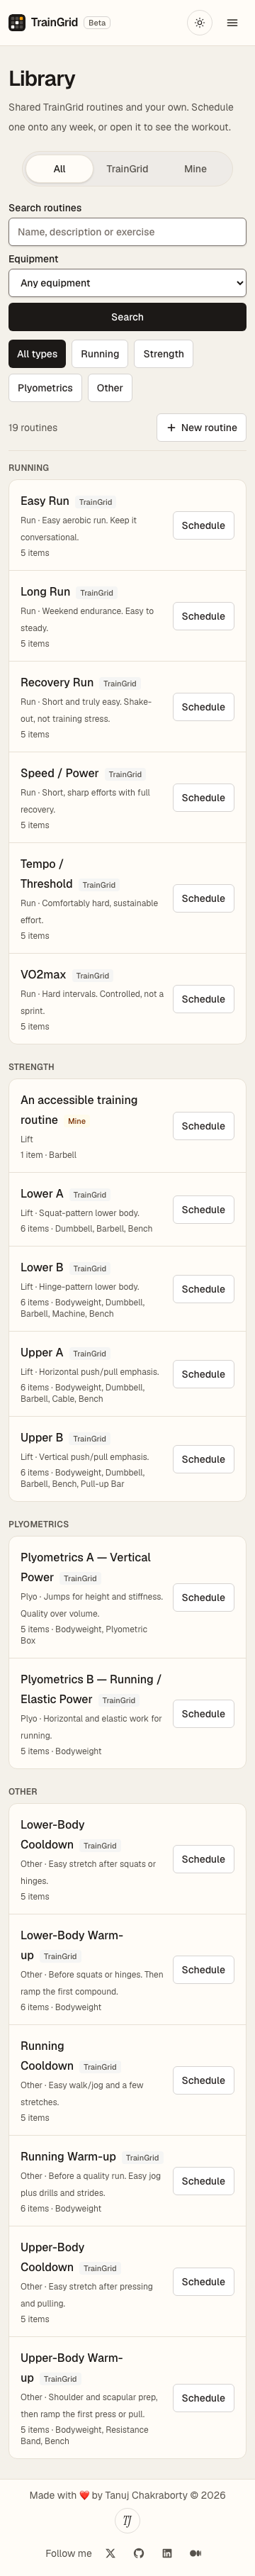 TrainGrid Beta
Library
Shared TrainGrid routines and your own. Schedule
one onto any week, or open it to see the workout.
All TrainGrid Mine
Search routines
Name, description or exercise
Equipment
Any equipment
Search
All types Running Strength
Plyometrics Other
19 routines + New routine
RUNNING
Easy Run TrainGrid
Run · Easy aerobic run. Keep it
conversational.
5 items
Schedule
Long Run TrainGrid
Run · Weekend endurance. Easy to
steady.
5 items
Schedule
Recovery Run TrainGrid
Run · Short and truly easy. Shake-
out, not training stress.
5 items
Schedule
Speed / Power TrainGrid
Run · Short, sharp efforts with full
recovery.
5 items
Schedule
Tempo /
Threshold TrainGrid
Run · Comfortably hard, sustainable
effort.
5 items
Schedule
VO2max TrainGrid
Run · Hard intervals. Controlled, not a
sprint.
5 items
Schedule
STRENGTH
An accessible training
routine Mine
Lift
1 item · Barbell
Schedule
Lower A TrainGrid
Lift · Squat-pattern lower body.
6 items · Dumbbell, Barbell, Bench
Schedule
Lower B TrainGrid
Lift · Hinge-pattern lower body.
6 items · Bodyweight, Dumbbell,
Barbell, Machine, Bench
Schedule
Upper A TrainGrid
Lift · Horizontal push/pull emphasis.
6 items · Bodyweight, Dumbbell,
Barbell, Cable, Bench
Schedule
Upper B TrainGrid
Lift · Vertical push/pull emphasis.
6 items · Bodyweight, Dumbbell,
Barbell, Bench, Pull-up Bar
Schedule
PLYOMETRICS
Plyometrics A — Vertical
Power TrainGrid
Plyo · Jumps for height and stiffness.
Quality over volume.
5 items · Bodyweight, Plyometric
Box
Schedule
Plyometrics B — Running /
Elastic Power TrainGrid
Plyo · Horizontal and elastic work for
running.
5 items · Bodyweight
Schedule
OTHER
Lower-Body
Cooldown TrainGrid
Other · Easy stretch after squats or
hinges.
5 items
Schedule
Lower-Body Warm-
up TrainGrid
Other · Before squats or hinges. Then
ramp the first compound.
6 items · Bodyweight
Schedule
Running
Cooldown TrainGrid
Other · Easy walk/jog and a few
stretches.
5 items
Schedule
Running Warm-up TrainGrid
Other · Before a quality run. Easy jog
plus drills and strides.
6 items · Bodyweight
Schedule
Upper-Body
Cooldown TrainGrid
Other · Easy stretch after pressing
and pulling.
5 items
Schedule
Upper-Body Warm-
up TrainGrid
Other · Shoulder and scapular prep,
then ramp the first press or pull.
5 items · Bodyweight, Resistance
Band, Bench
Schedule
Made with ❤️ by Tanuj Chakraborty © 2026
TJ
Follow me